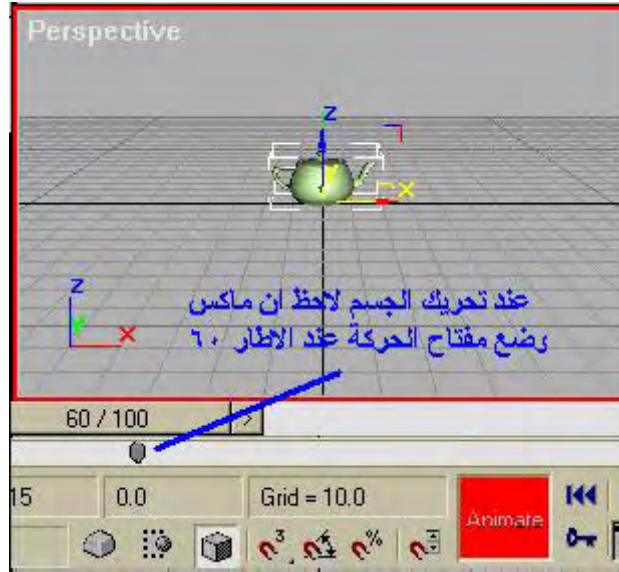 Perspective
Z
X
Y
عند تحريك الجسم لاحظ ان ماكس
وضع مفتاح الحركة عند الاطار ٦٠
Z
Y
X
60 / 100
>
15
0.0
Grid = 10.0
Animate
3
%